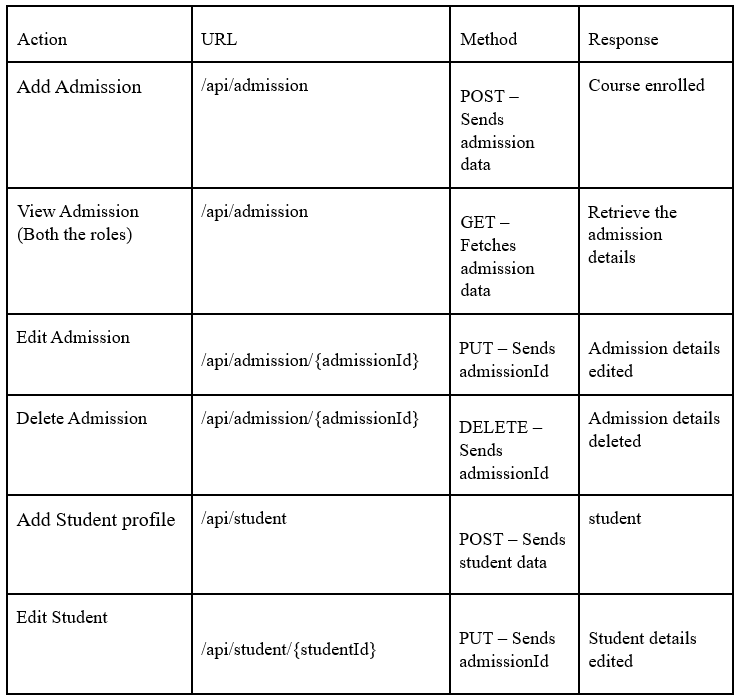 Action
URL
Method
Response
Add Admission
/api/admission
POST –
Sends
admission
data
Course enrolled
View Admission
(Both the roles)
/api/admission
GET –
Fetches
admission
data
Retrieve the
admission
details
Edit Admission
/api/admission/{admissionId}
PUT – Sends
admissionId
Admission details
edited
Delete Admission
/api/admission/{admissionId}
DELETE –
Sends
admissionId
Admission details
deleted
Add Student profile
/api/student
POST – Sends
student data
student
Edit Student
/api/student/{studentId}
PUT – Sends
admissionId
Student details
edited